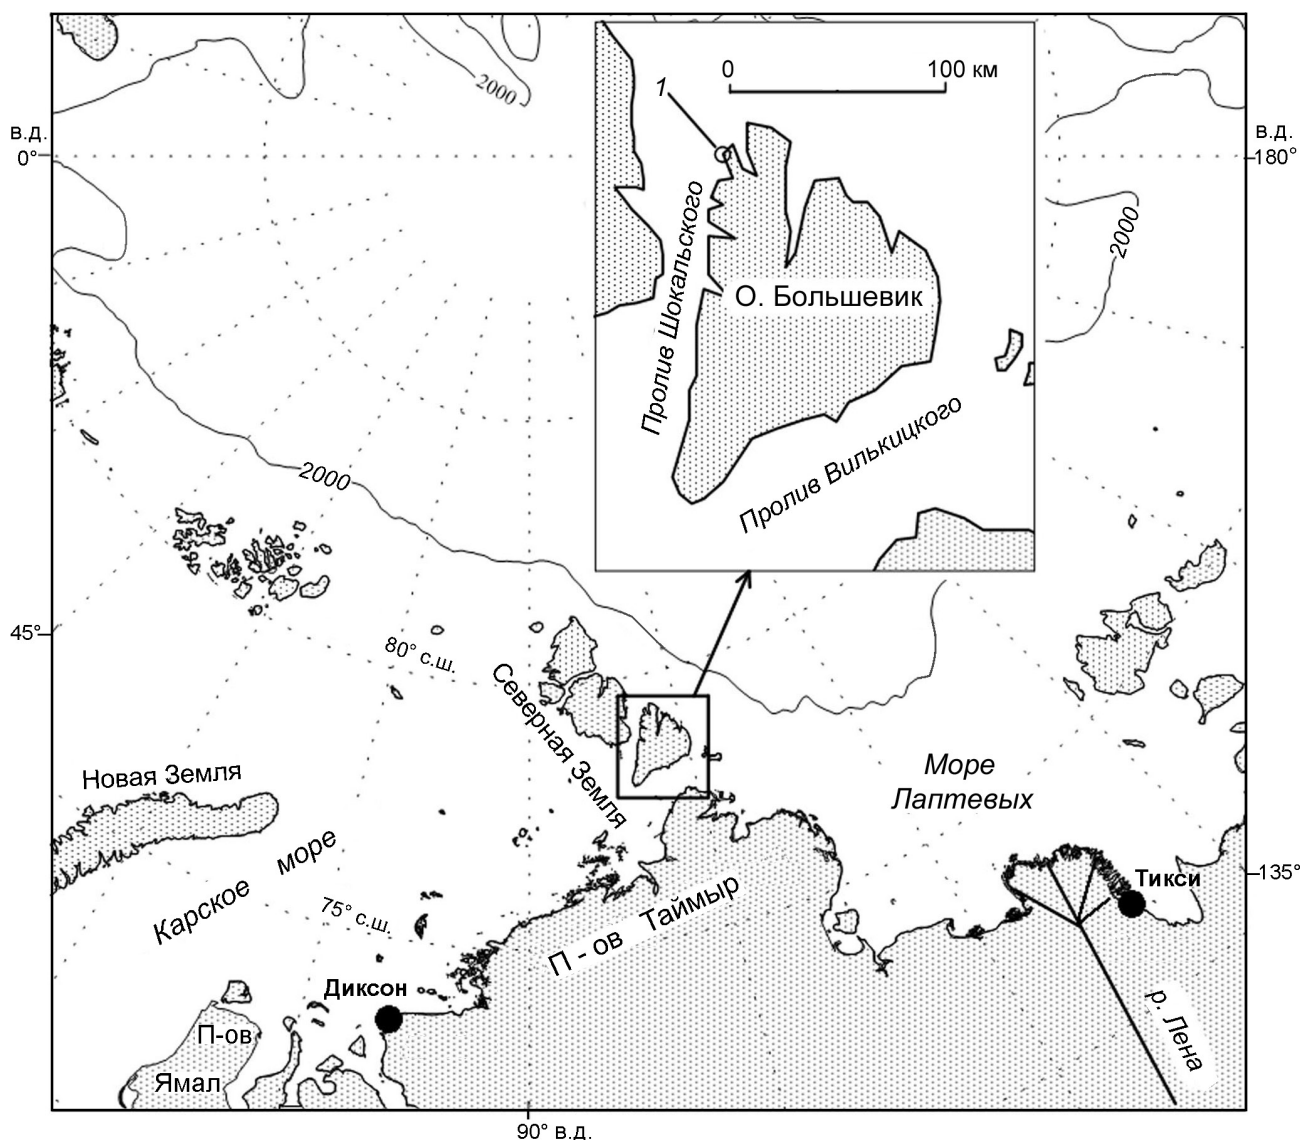 2000
в.д.
0°
0
100 км
1
в.д.
180°
Пролив Шокальского
О. Большевик
2000
Пролив Вилькицкого
2000
45°
80° с.ш.
Северная Земля
Новая Земля
Море
Лаптевых
Карское море
75° с.ш.
П - ов Таймыр
Тикси
135°
Диксон
П-ов
Ямал
р. Лена
90° в.д.